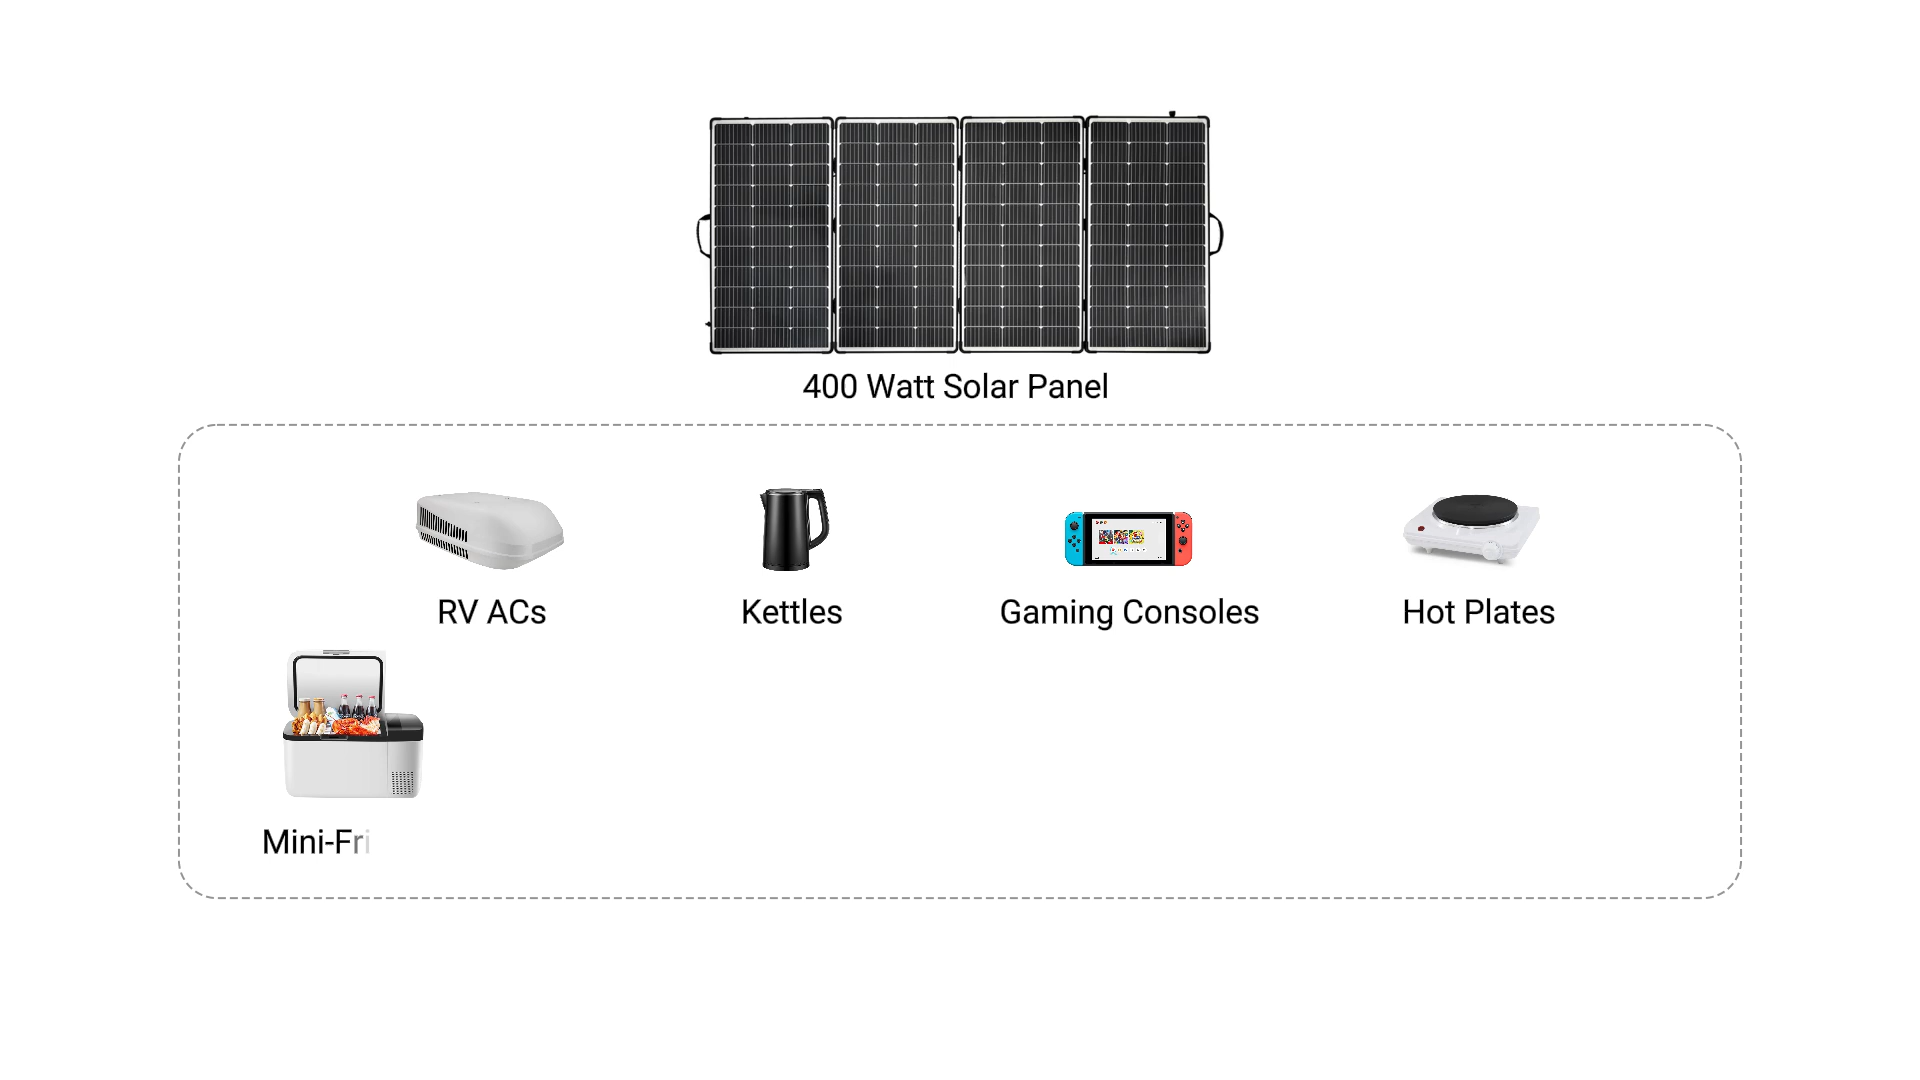 400 Watt Solar Panel
RV ACs
Kettles
Gaming Consoles
Hot Plates
Mini-Fri